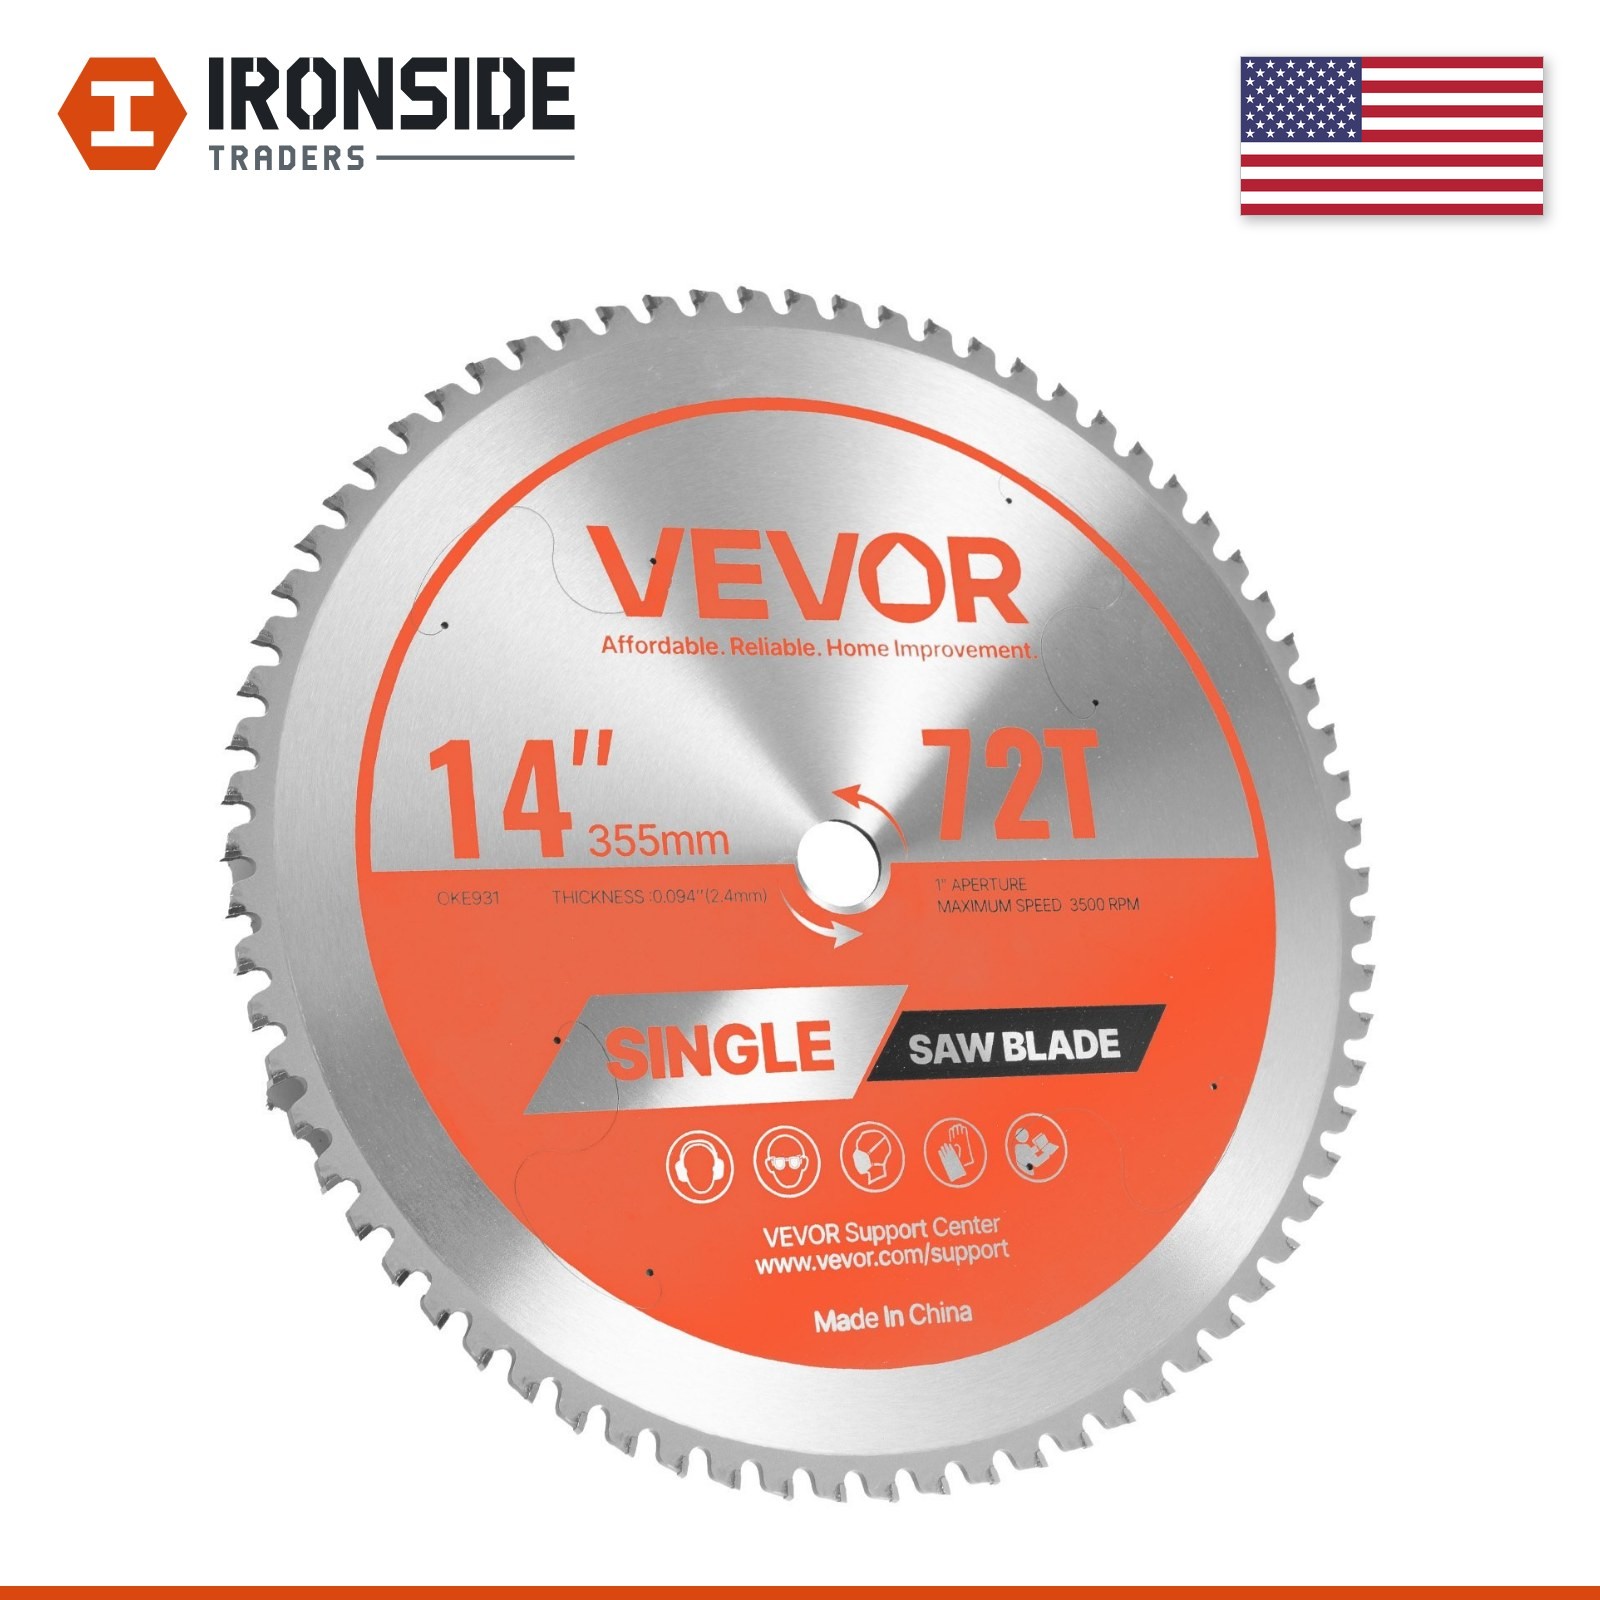 IRONSIDE
TRADERS
VEVOR
Affordable. Reliable. Home Improvement.
14"
355mm
72T
OKE931
THICKNESS :0.094"(2.4mm)
1" APERTURE
MAXIMUM SPEED 3500 RPM
SINGLE
SAW BLADE
VEVOR Support Center
www.vevor.com/support
Made In China